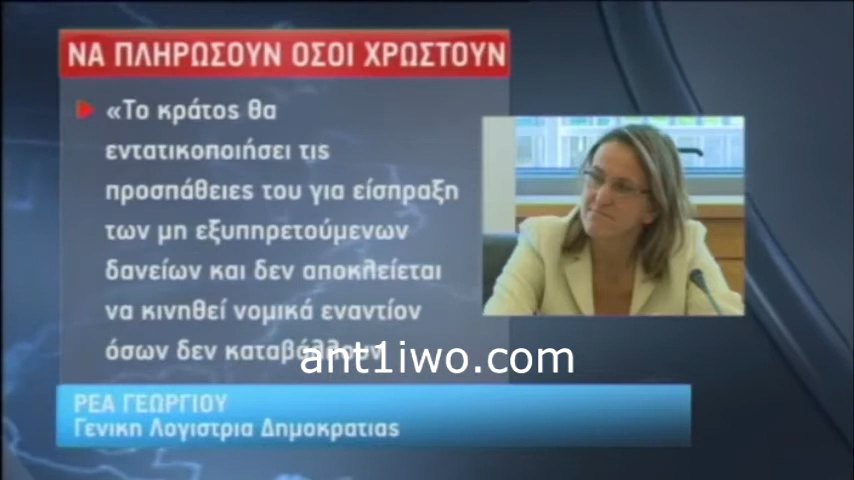 ΝΑ ΠΛΗΡΩΣΟΥΝ ΟΣΟΙ ΧΡΩΣΤΟΥΝ
«Το κράτος θα
εντατικοποιήσει τις
προσπάθειες του για είσπραξη
των μη εξυπηρετούμενων
δανείων και δεν αποκλείεται
να κινηθεί νομικά εναντίον
όσων δεν καταβάλλουν
ant1iwo.com
ΡΕΑ ΓΕΩΡΓΙΟΥ
Γενικη Λογιστρια Δημοκρατιας